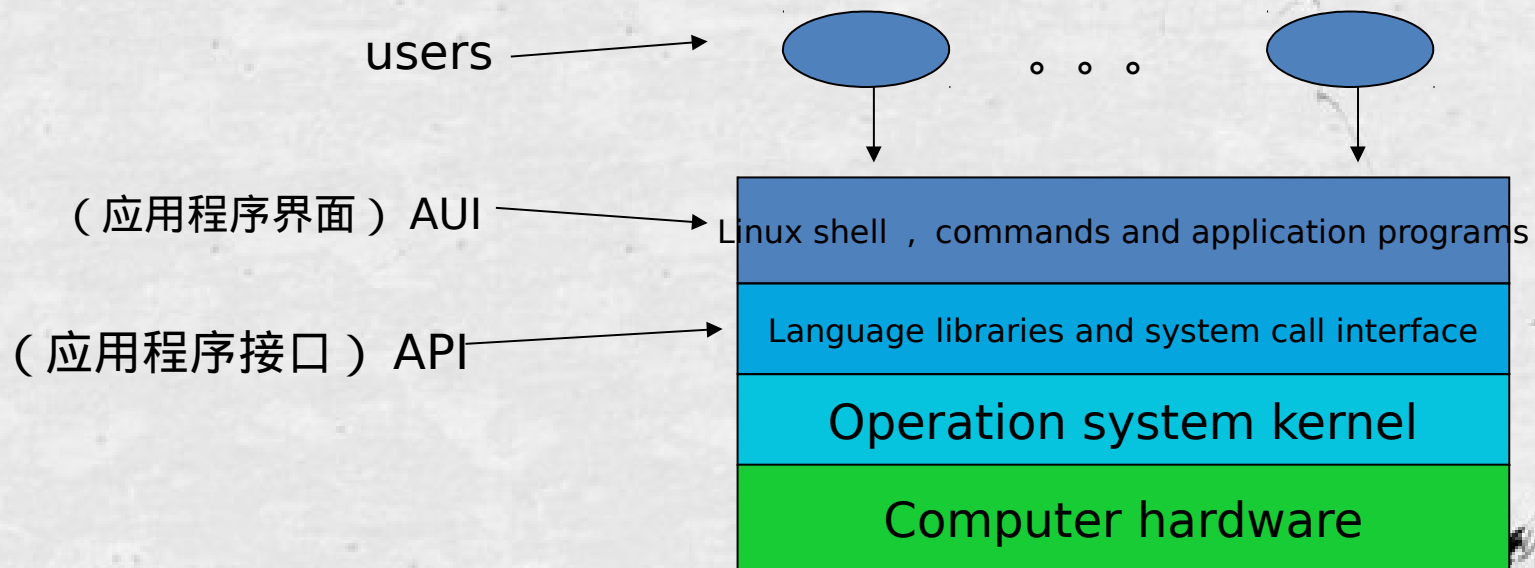 users
。。。
（应用程序界面）AUI
Linux shell ，commands and application programs
（应用程序接口）API
Language libraries and system call interface
Operation system kernel
Computer hardware